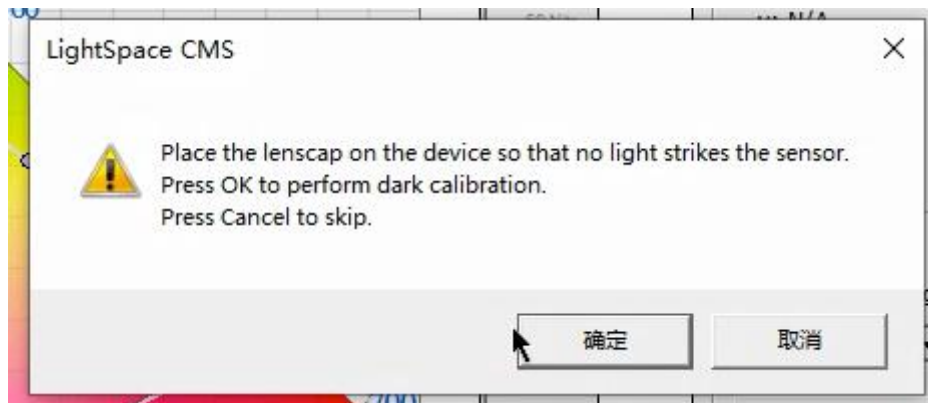 LightSpace CMS
Place the lenscap on the device so that no light strikes the sensor.
Press OK to perform dark calibration.
Press Cancel to skip.
确定
取消